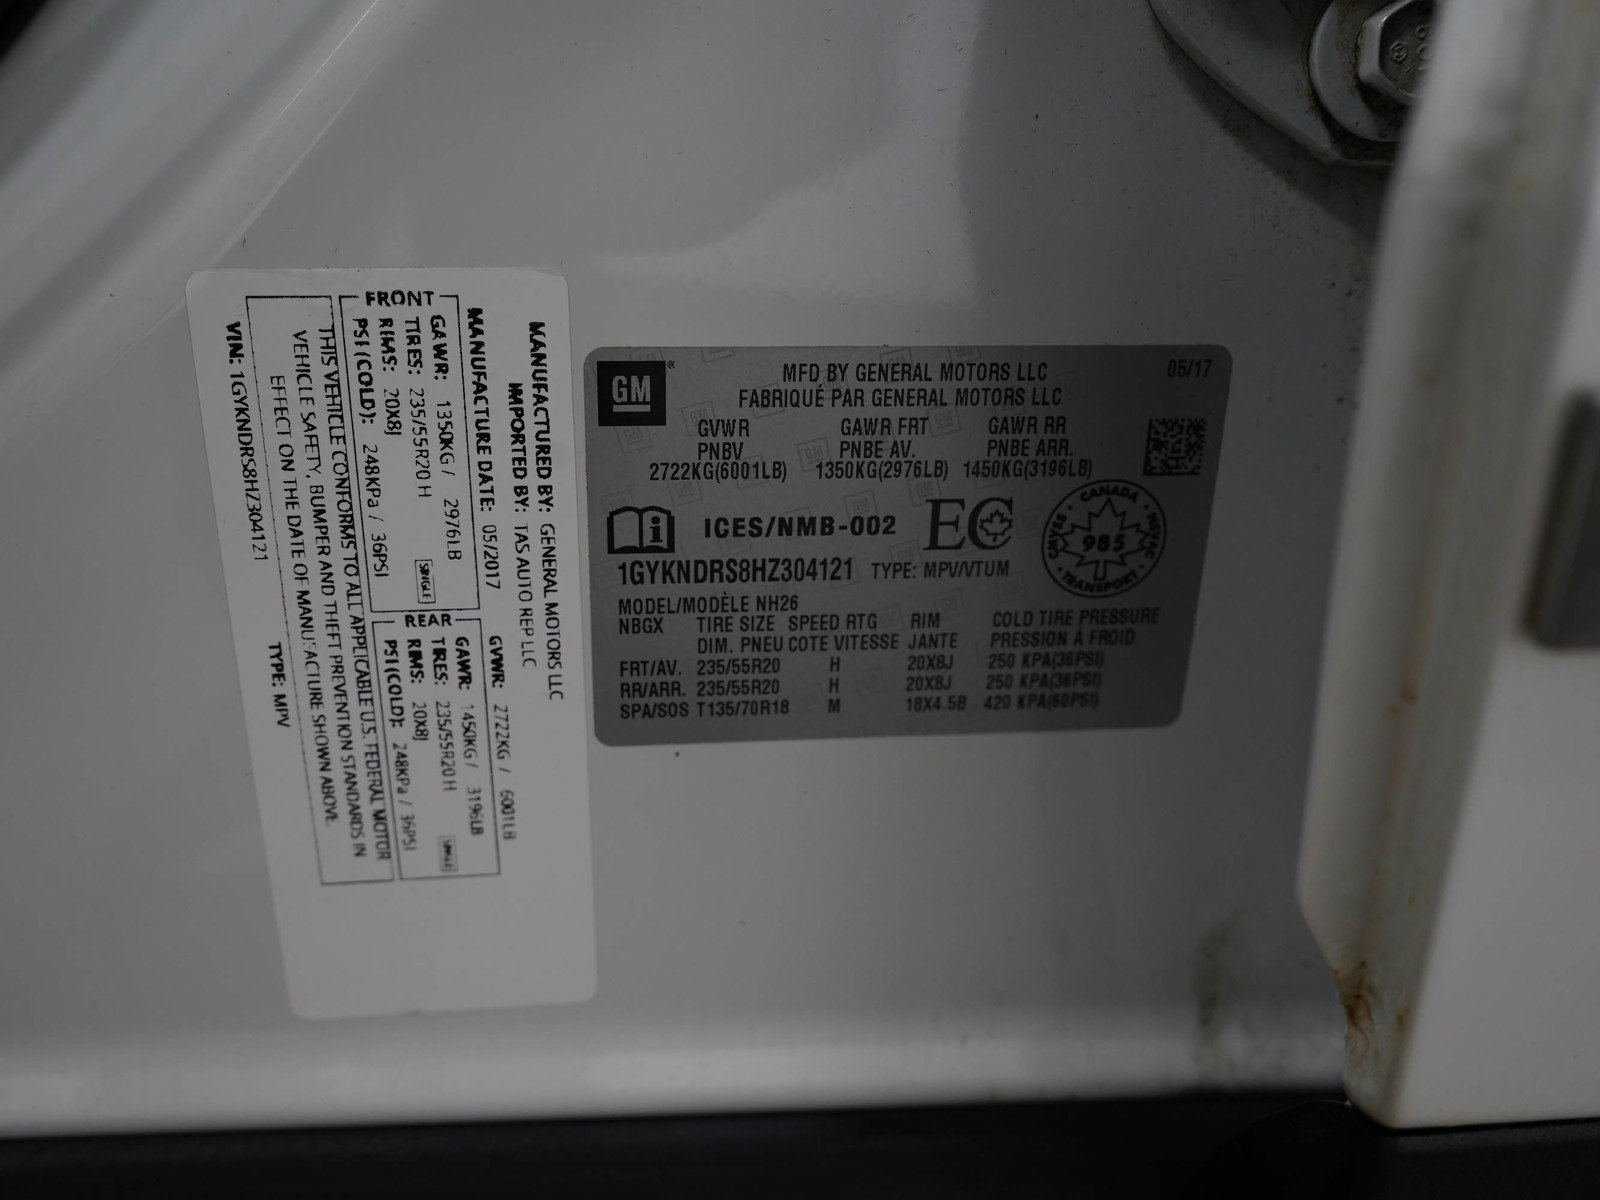 MANUFACTURED BY: GENERAL MOTORS LLC
IMPORTED BY: TAS AUTO REP LLC
MANUFACTURE DATE: 05/2017 GVWR: 2722KG / 6001LB
FRONT
GAWR: 1350KG / 2976LB
TIRES: 235/55R20 H SINGLE
RIMS: 20X8J
PSI(COLD): 248KPa / 36PSI
REAR
GAWR: 1450KG / 3196LB
TIRES: 235/55R20 H SINGLE
RIMS: 20X8J
PSI(COLD): 248KPa / 36PSI
THIS VEHICLE CONFORMS TO ALL APPLICABLE U.S. FEDERAL MOTOR
VEHICLE SAFETY, BUMPER AND THEFT PREVENTION STANDARDS IN
EFFECT ON THE DATE OF MANUFACTURE SHOWN ABOVE.
VIN: 1GYKNDRS8HZ304121 TYPE: MPV
GM®
MFD BY GENERAL MOTORS LLC 05/17
FABRIQUÉ PAR GENERAL MOTORS LLC
GVWR GAWR FRT GAWR RR
PNBV PNBE AV. PNBE ARR.
2722KG(6001LB) 1350KG(2976LB) 1450KG(3196LB)
i ICES/NMB-002 EC
CANADA
CMVSS 985 NSVAC
TRANSPORT
1GYKNDRS8HZ304121 TYPE: MPV/VTUM
MODEL/MODÈLE NH26
NBGX TIRE SIZE SPEED RTG RIM COLD TIRE PRESSURE
DIM. PNEU COTE VITESSE JANTE PRESSION A FROID
FRT/AV. 235/55R20 H 20X8J 250 KPA(36PSI)
RR/ARR. 235/55R20 H 20X8J 250 KPA(36PSI)
SPA/SOS T135/70R18 M 18X4.5B 420 KPA(60PSI)